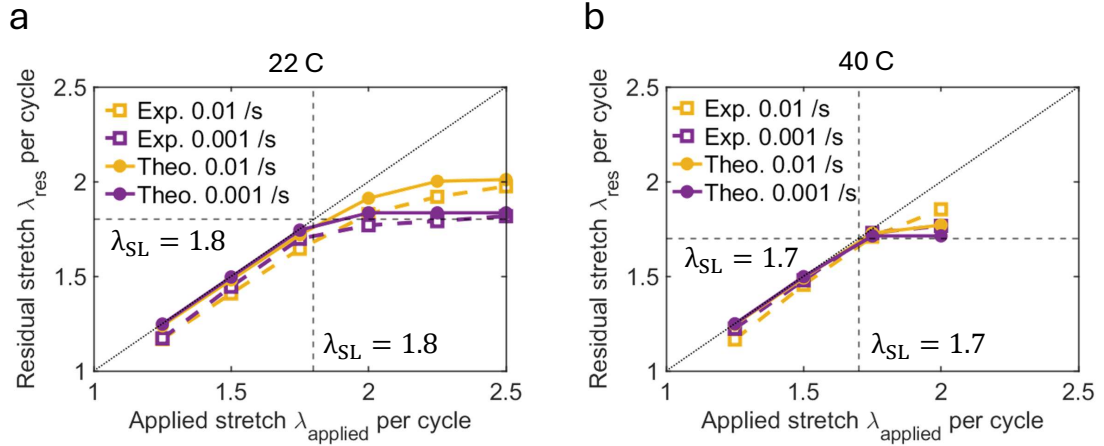 a
22 C
Residual stretch λres per cycle
2.5
2
1.5
1
Exp. 0.01 /s
Exp. 0.001 /s
Theo. 0.01 /s
Theo. 0.001 /s
λSL = 1.8
λSL = 1.8
1 1.5 2 2.5
Applied stretch λapplied per cycle
b
40 C
Residual stretch λres per cycle
2.5
2
1.5
1
Exp. 0.01 /s
Exp. 0.001 /s
Theo. 0.01 /s
Theo. 0.001 /s
λSL = 1.7
λSL = 1.7
1 1.5 2 2.5
Applied stretch λapplied per cycle